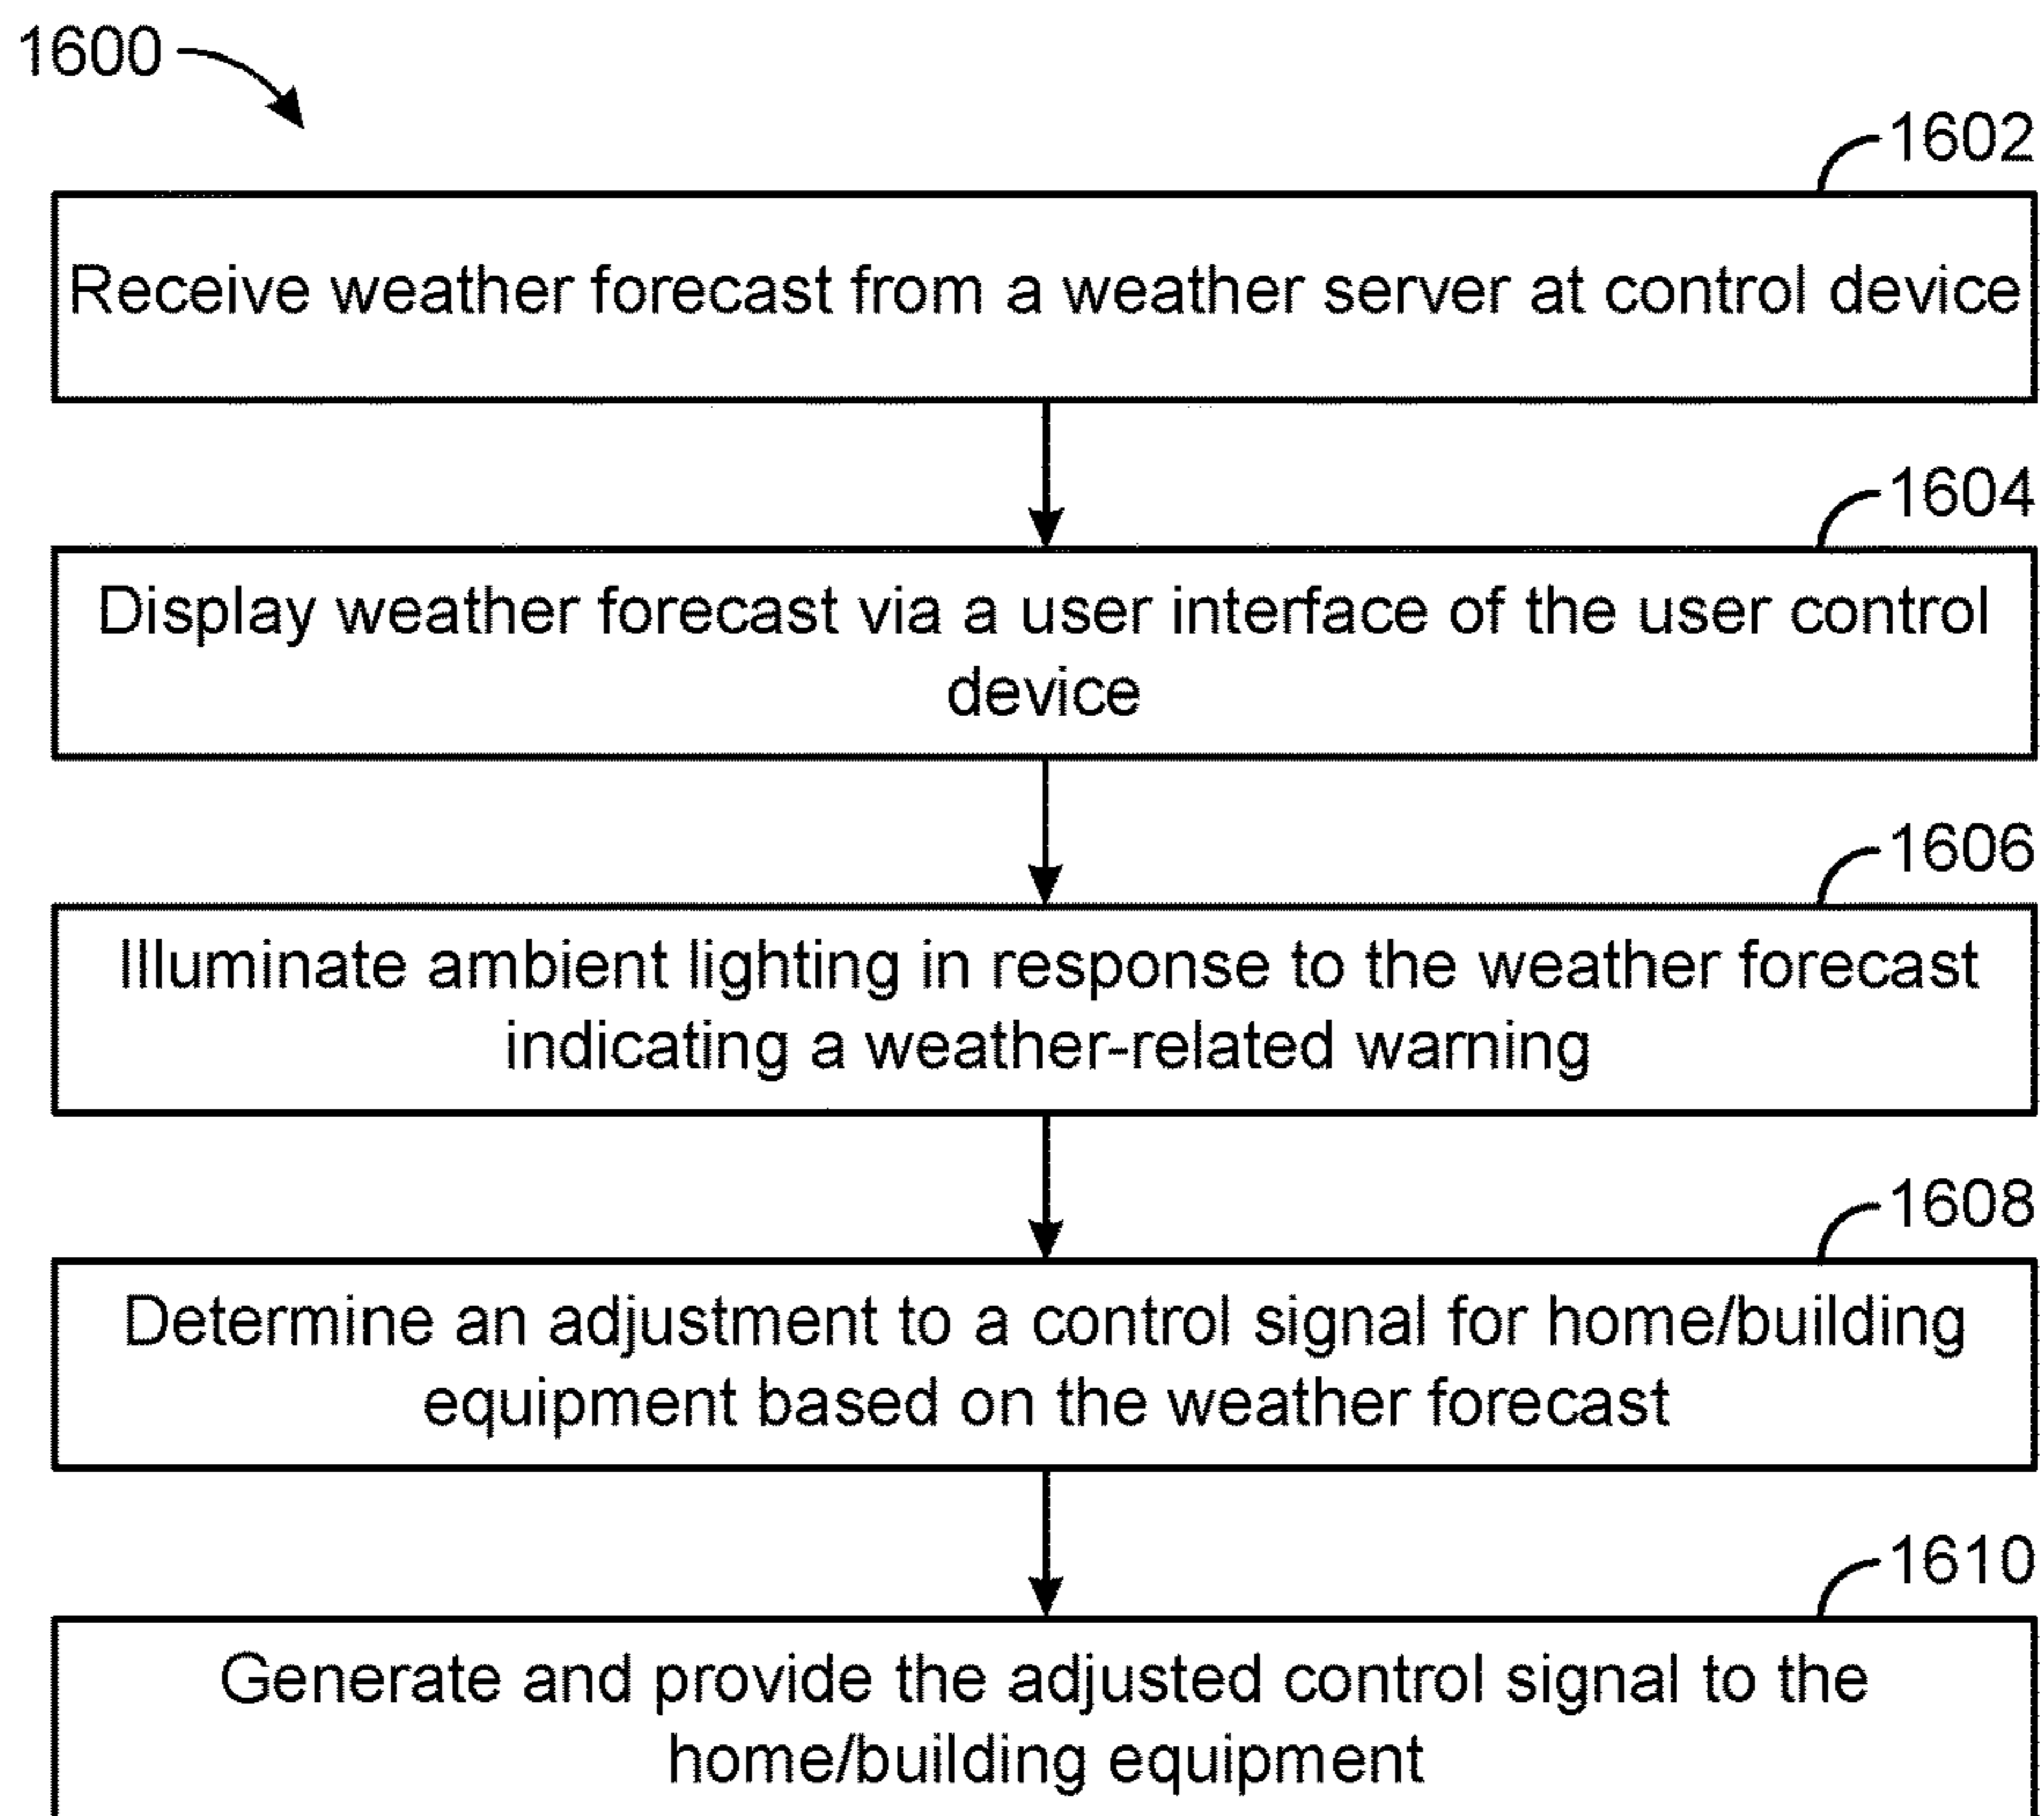 1600
1602
Receive weather forecast from a weather server at control device
1604
Display weather forecast via a user interface of the user control
device
1606
Illuminate ambient lighting in response to the weather forecast
indicating a weather-related warning
1608
Determine an adjustment to a control signal for home/building
equipment based on the weather forecast
1610
Generate and provide the adjusted control signal to the
home/building equipment